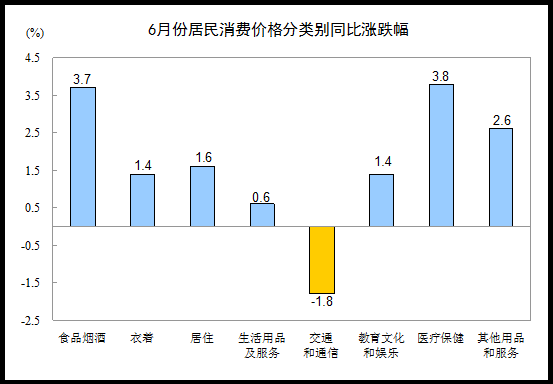 6月份居民消费价格分类别同比涨跌幅
(%)
4.5
3.5
2.5
1.5
0.5
-0.5
-1.5
-2.5
3.7
1.4
1.6
0.6
-1.8
1.4
3.8
2.6
食品烟酒
衣着
居住
生活用品
及服务
交通
和通信
教育文化
和娱乐
医疗保健
其他用品
和服务